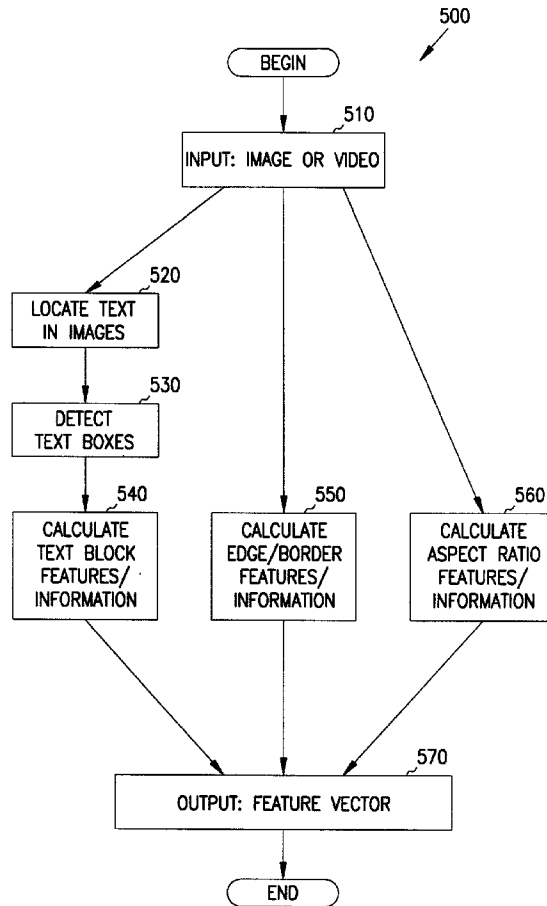 500
BEGIN
510
INPUT: IMAGE OR VIDEO
520
LOCATE TEXT
IN IMAGES
530
DETECT
TEXT BOXES
540
CALCULATE
TEXT BLOCK
FEATURES/
INFORMATION
550
CALCULATE
EDGE/BORDER
FEATURES/
INFORMATION
560
CALCULATE
ASPECT RATIO
FEATURES/
INFORMATION
570
OUTPUT: FEATURE VECTOR
END